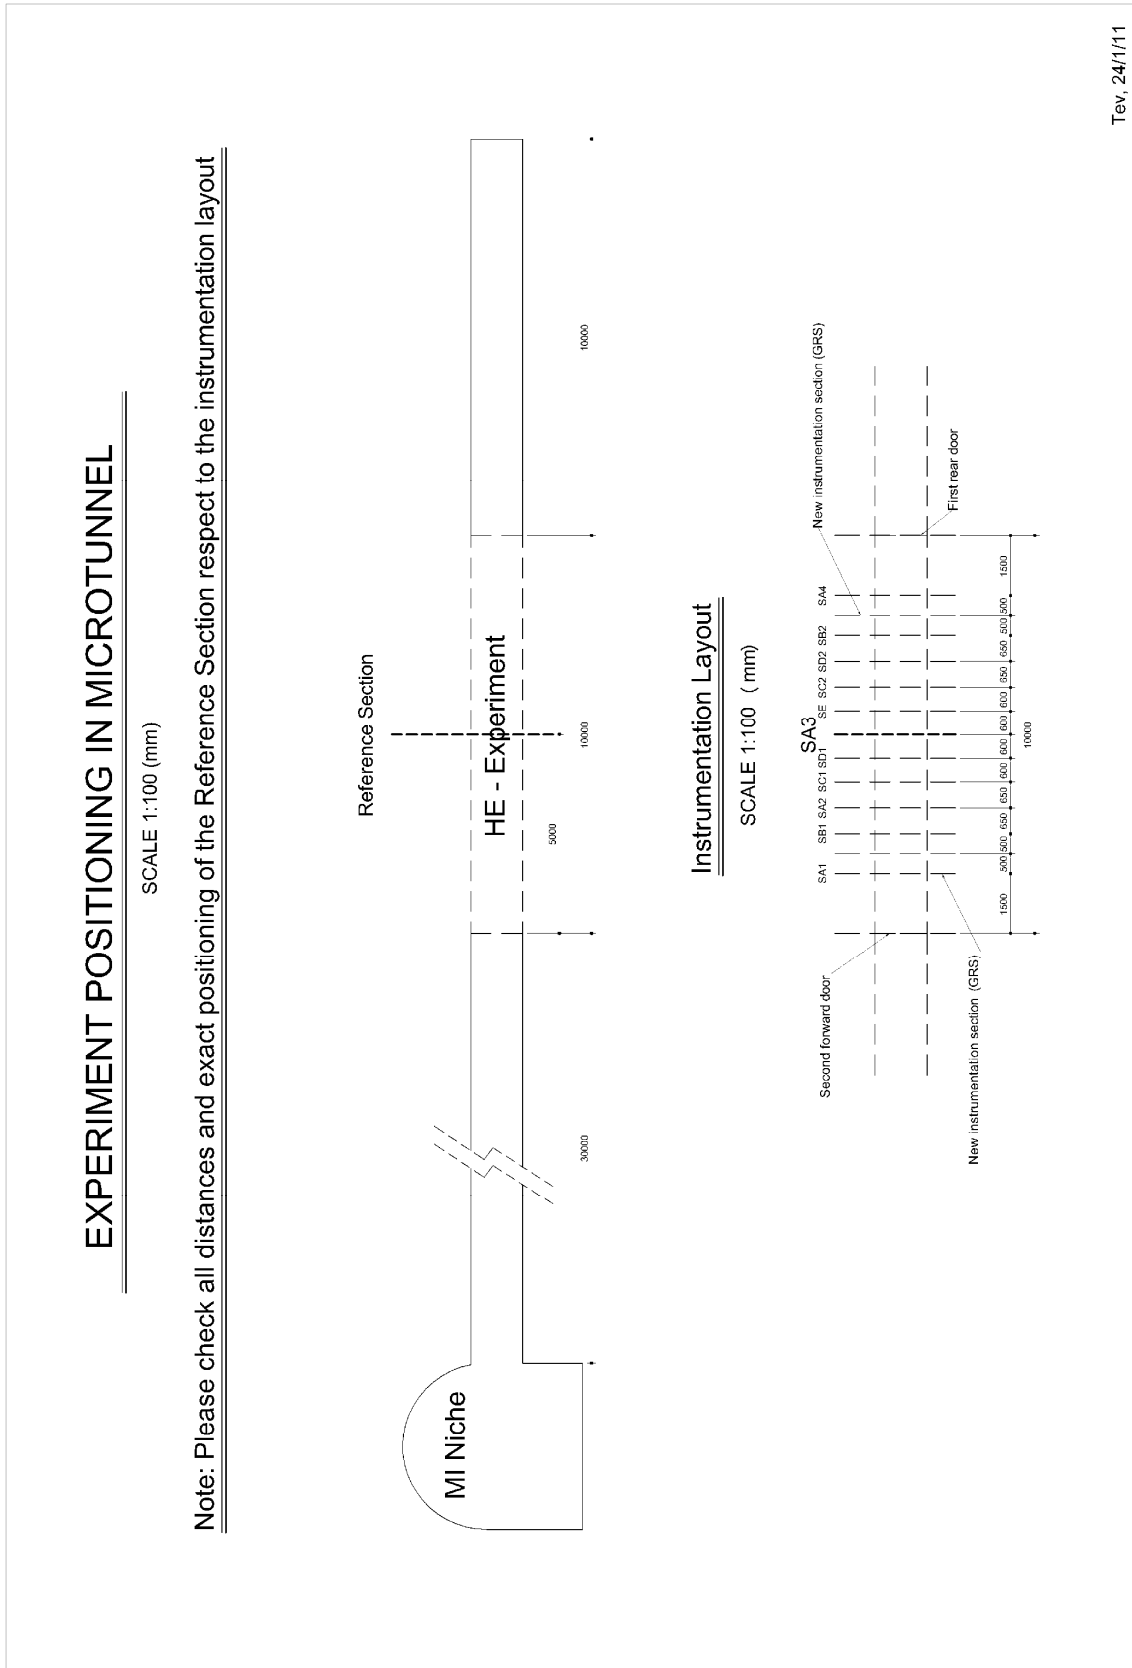 EXPERIMENT POSITIONING IN MICROTUNNEL
SCALE 1:100 (mm)
Note: Please check all distances and exact positioning of the Reference Section respect to the instrumentation layout
Reference Section
MI Niche
HE - Experiment
5000
30000
10000
10000
Instrumentation Layout
SCALE 1:100 ( mm)
SA3
SA1
SB1
SA2
SC1
SD1
SE
SC2
SD2
SB2
SA4
New instrumentation section (GRS)
Second forward door
First rear door
New instrumentation section (GRS)
1500
500
500
650
650
600
600
600
600
650
650
500
500
1500
10000
Tev, 24/1/11